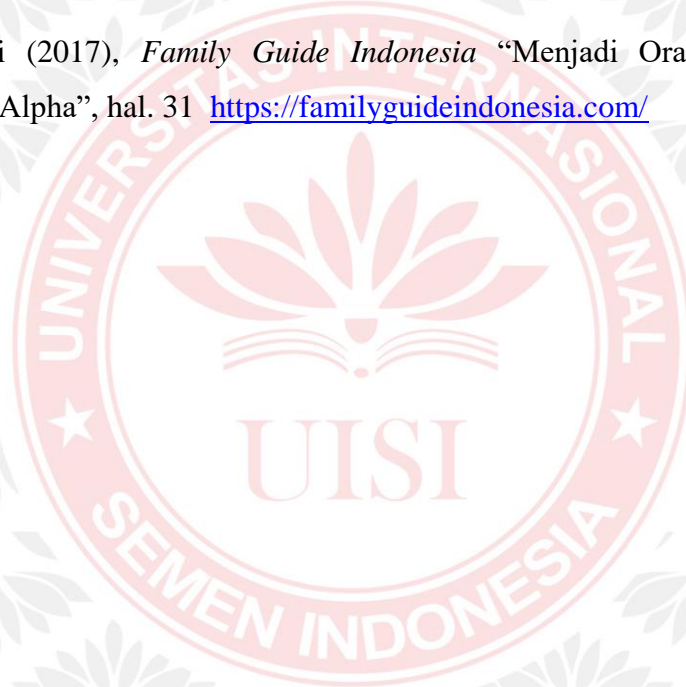 i (2017), Family Guide Indonesia “Menjadi Ora
Alpha”, hal. 31 https://familyguideindonesia.com/
UNIVERSITAS INTERNASIONAL
UISI
SEMEN INDONESIA